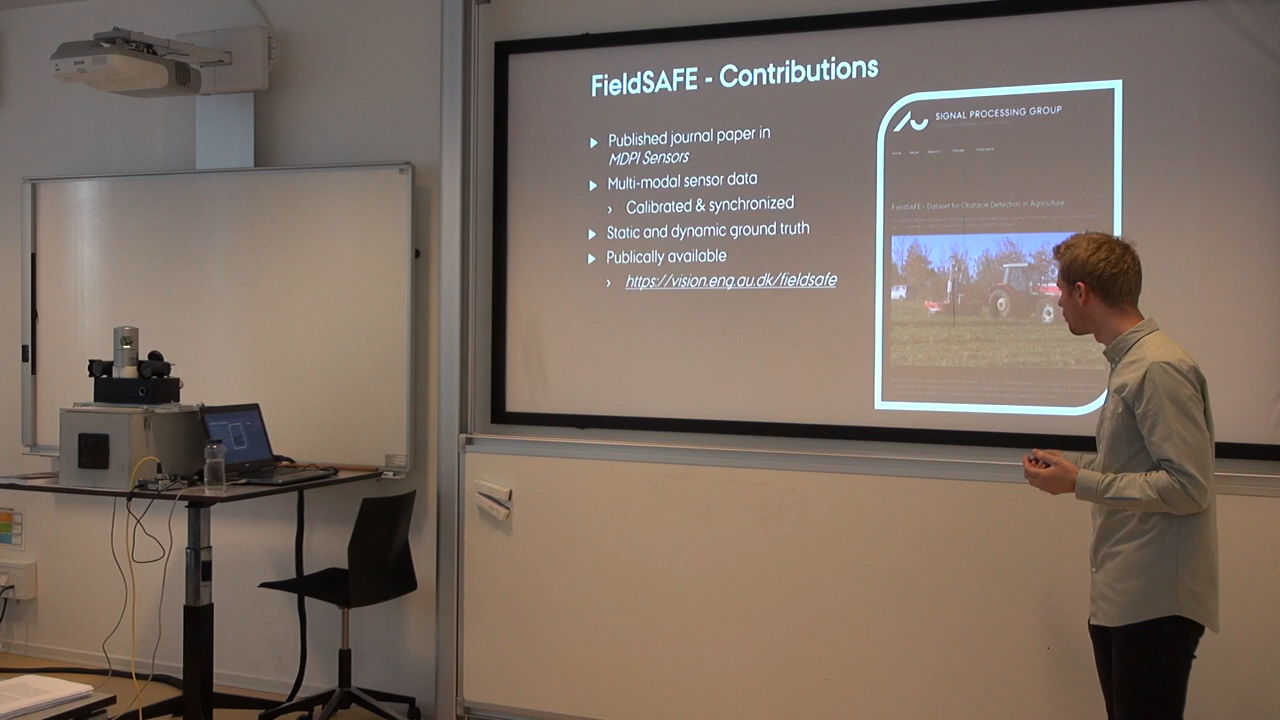 EPSON
FieldSAFE - Contributions
Published journal paper in
MDPI Sensors
Multi-modal sensor data
Calibrated & synchronized
Static and dynamic ground truth
Publically available
https://vision.eng.au.dk/fieldsafe
SIGNAL PROCESSING GROUP
FieldSAFE - Dataset for Obstacle Detection in Agriculture